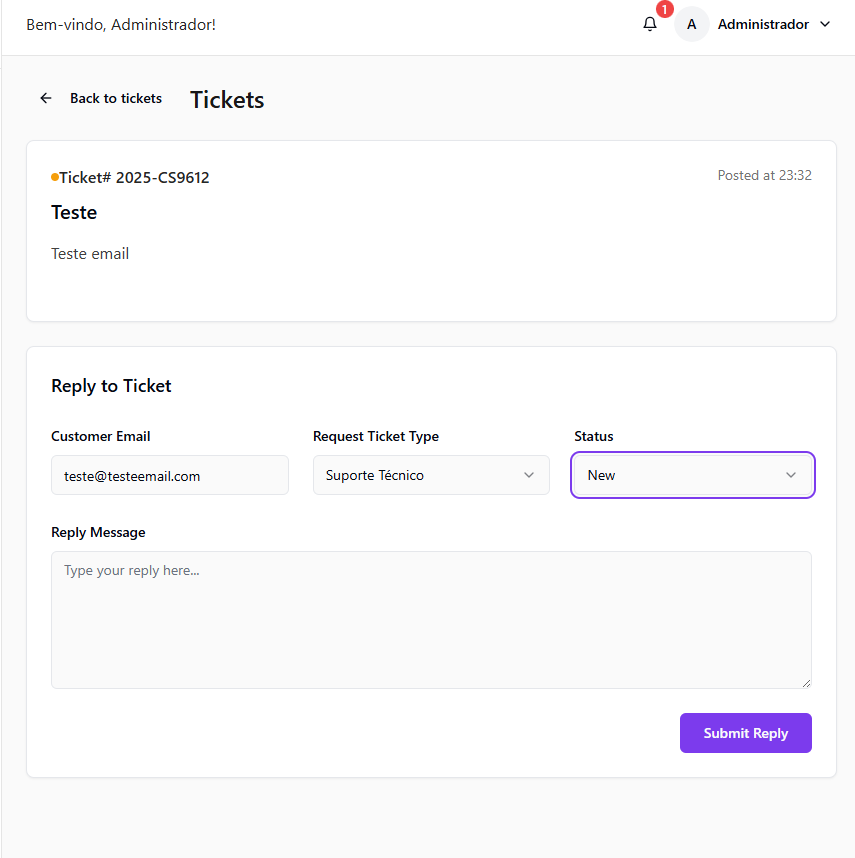 Bem-vindo, Administrador!
1
A
Administrador
Back to tickets
Tickets
Ticket# 2025-CS9612
Posted at 23:32
Teste
Teste email
Reply to Ticket
Customer Email
Request Ticket Type
Status
teste@testeemail.com
Suporte Técnico
New
Reply Message
Type your reply here...
Submit Reply